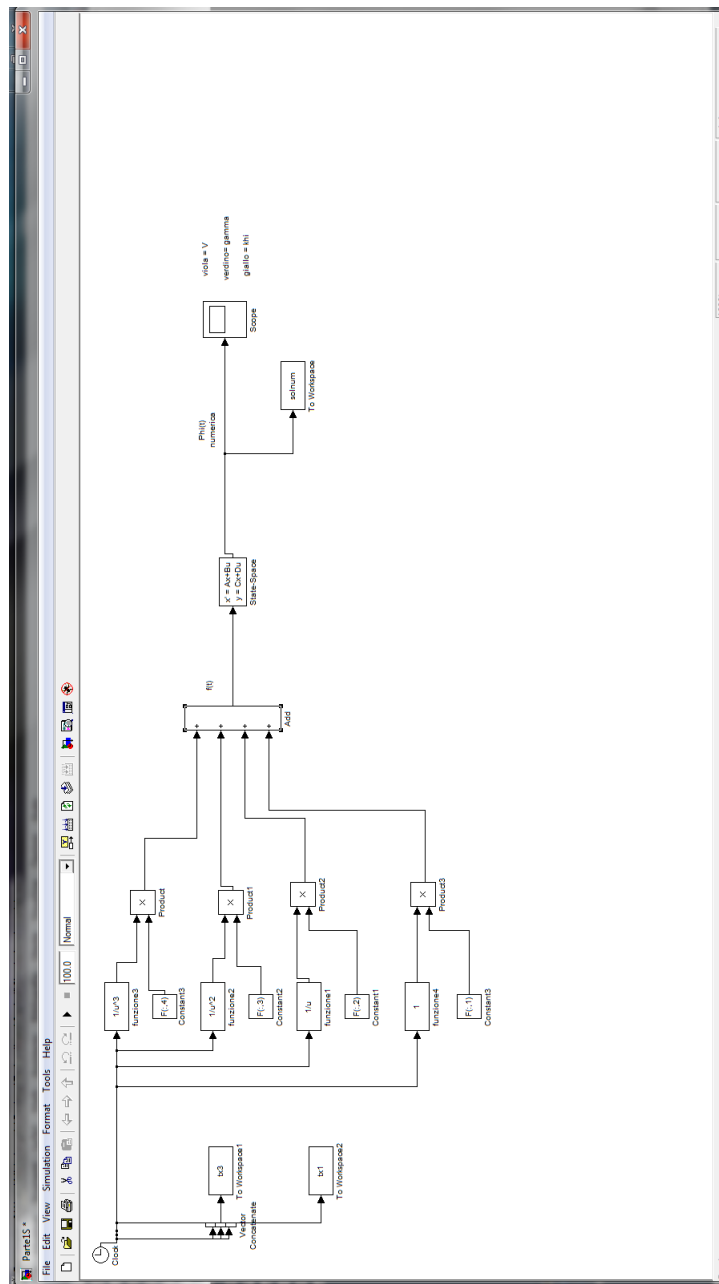 Parte1S *
File Edit View Simulation Format Tools Help
100.0 Normal
Clock
Vector
Concatenate
tx3
To Workspace1
tx1
To Workspace2
1/u^3
funzione3
F(:,4)
Constant3
1/u^2
funzione2
F(:,3)
Constant2
1/u
funzione1
F(:,2)
Constant1
1
funzione4
F(:,1)
Constant3
×
Product
×
Product1
×
Product2
×
Product3
+
+
+
+
Add
f(t)
x' = Ax+Bu
y = Cx+Du
State-Space
Phi(t)
numerica
solnum
To Workspace
Scope
viola = V
verdino= gamma
giallo = khi